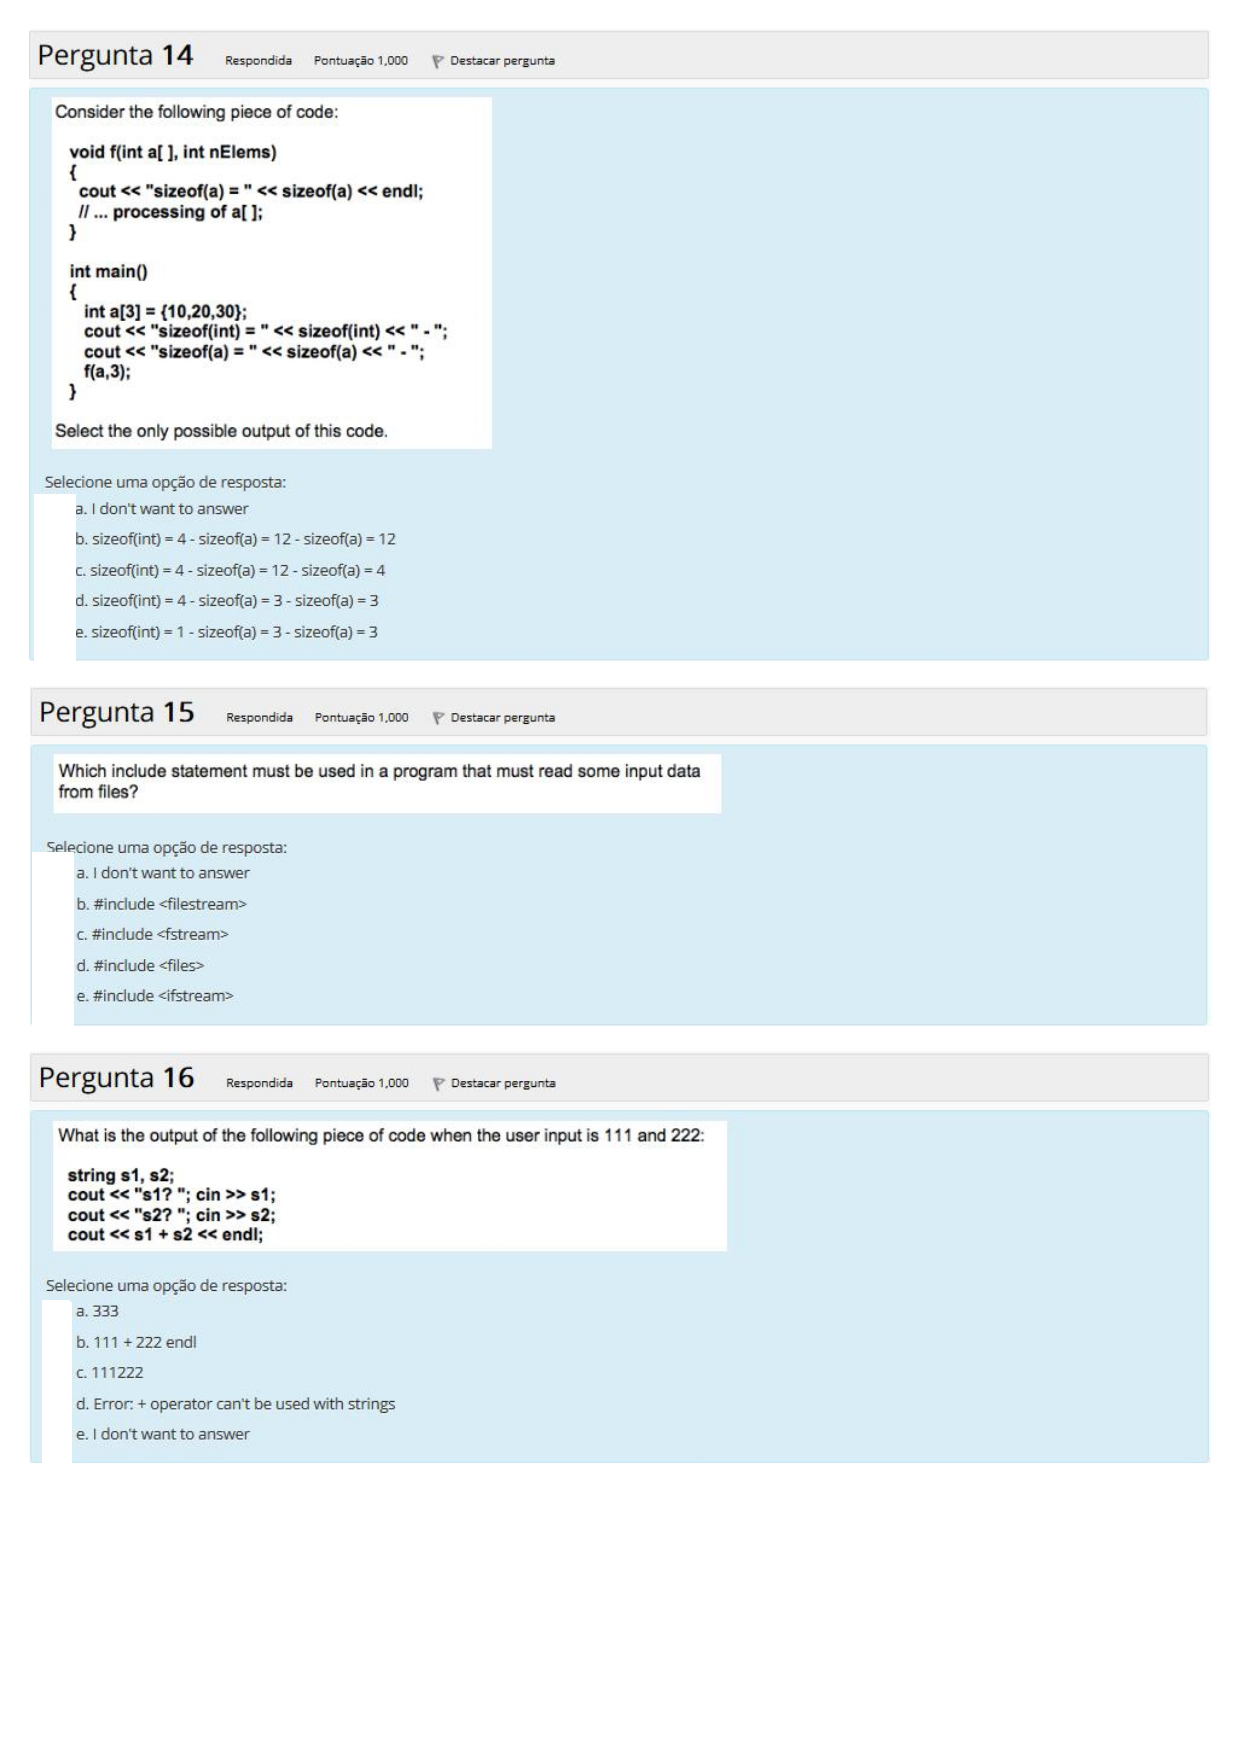 Pergunta 14 Respondida Pontuação 1,000 Destacar pergunta
Consider the following piece of code:
void f(int a[ ], int nElems)
{
cout << "sizeof(a) = " << sizeof(a) << endl;
// ... processing of a[ ];
}
int main()
{
int a[3] = {10,20,30};
cout << "sizeof(int) = " << sizeof(int) << " - ";
cout << "sizeof(a) = " << sizeof(a) << " - ";
f(a,3);
}
Select the only possible output of this code.
Selecione uma opção de resposta:
a. I don't want to answer
b. sizeof(int) = 4 - sizeof(a) = 12 - sizeof(a) = 12
c. sizeof(int) = 4 - sizeof(a) = 12 - sizeof(a) = 4
d. sizeof(int) = 4 - sizeof(a) = 3 - sizeof(a) = 3
e. sizeof(int) = 1 - sizeof(a) = 3 - sizeof(a) = 3
Pergunta 15 Respondida Pontuação 1,000 Destacar pergunta
Which include statement must be used in a program that must read some input data
from files?
Selecione uma opção de resposta:
a. I don't want to answer
b. #include <filestream>
c. #include <fstream>
d. #include <files>
e. #include <ifstream>
Pergunta 16 Respondida Pontuação 1,000 Destacar pergunta
What is the output of the following piece of code when the user input is 111 and 222:
string s1, s2;
cout << "s1? "; cin >> s1;
cout << "s2? "; cin >> s2;
cout << s1 + s2 << endl;
Selecione uma opção de resposta:
a. 333
b. 111 + 222 endl
c. 111222
d. Error: + operator can't be used with strings
e. I don't want to answer